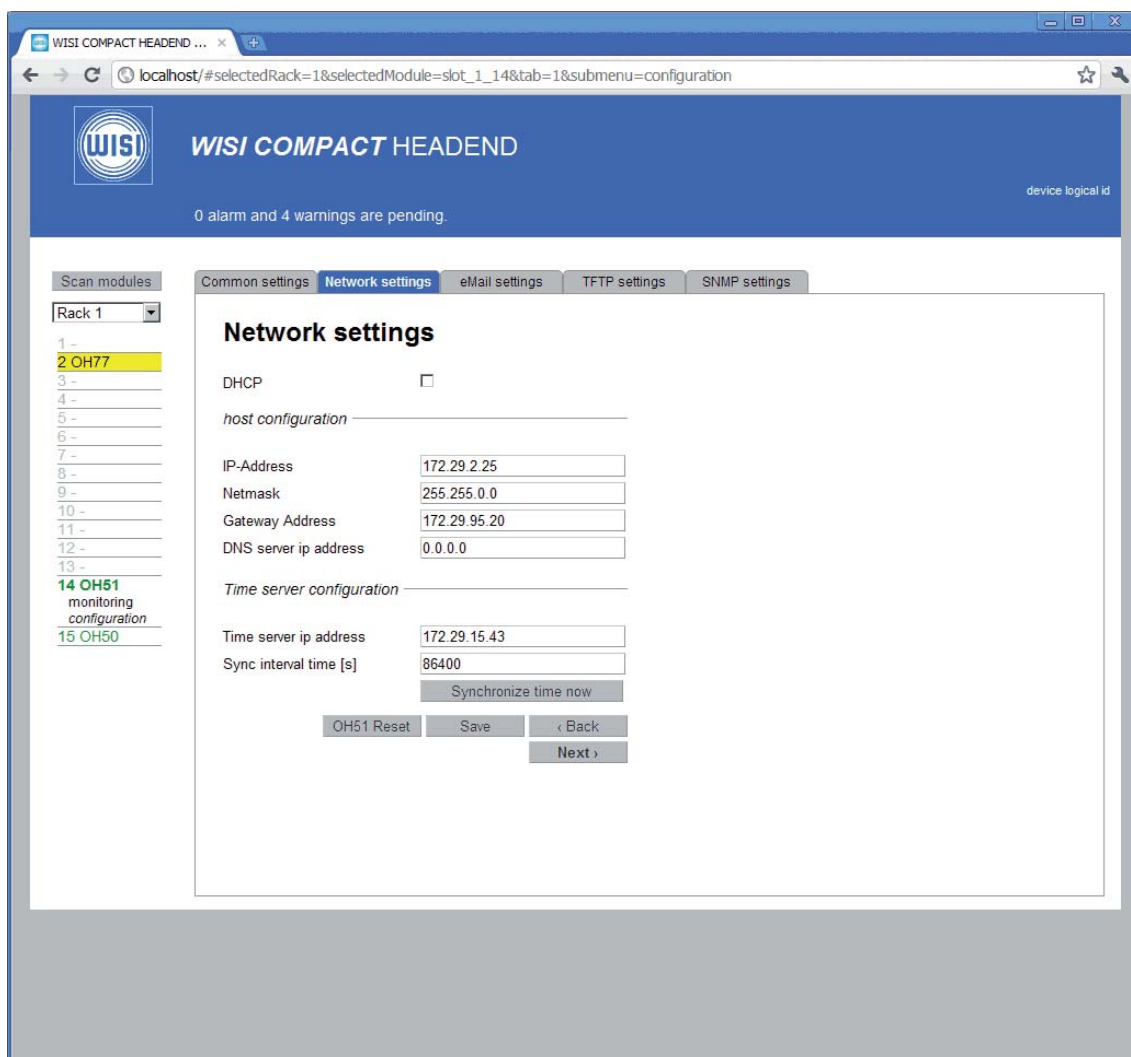 WISI COMPACT HEADEND ...
localhost/#selectedRack=1&selectedModule=slot_1_14&tab=1&submenu=configuration
WISI
WISI COMPACT HEADEND
device logical id
0 alarm and 4 warnings are pending.
Scan modules
Common settings Network settings eMail settings TFTP settings SNMP settings
Rack 1
1 -
2 OH77
3 -
4 -
5 -
6 -
7 -
8 -
9 -
10 -
11 -
12 -
13 -
14 OH51
monitoring
configuration
15 OH50
Network settings
DHCP
host configuration
IP-Address 172.29.2.25
Netmask 255.255.0.0
Gateway Address 172.29.95.20
DNS server ip address 0.0.0.0
Time server configuration
Time server ip address 172.29.15.43
Sync interval time [s] 86400
Synchronize time now
OH51 Reset Save ‹ Back
Next ›